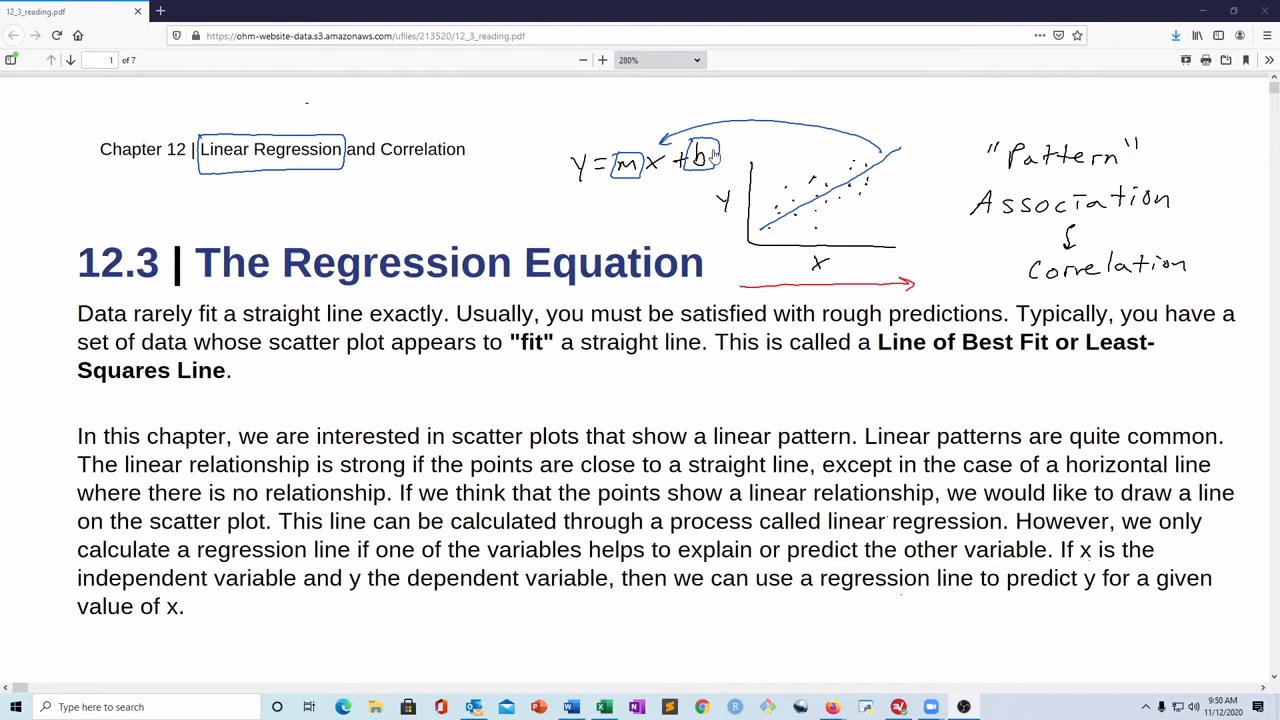 12_3_reading.pdf
https://ohm-website-data.s3.amazonaws.com/ufiles/213520/12_3_reading.pdf
1 of 7
280%
Chapter 12 | Linear Regression and Correlation
y = mx + b
y
x
"Pattern"
Association
Correlation
12.3 | The Regression Equation
Data rarely fit a straight line exactly. Usually, you must be satisfied with rough predictions. Typically, you have a
set of data whose scatter plot appears to "fit" a straight line. This is called a Line of Best Fit or Least-
Squares Line.
In this chapter, we are interested in scatter plots that show a linear pattern. Linear patterns are quite common.
The linear relationship is strong if the points are close to a straight line, except in the case of a horizontal line
where there is no relationship. If we think that the points show a linear relationship, we would like to draw a line
on the scatter plot. This line can be calculated through a process called linear regression. However, we only
calculate a regression line if one of the variables helps to explain or predict the other variable. If x is the
independent variable and y the dependent variable, then we can use a regression line to predict y for a given
value of x.
Type here to search
9:50 AM
11/12/2020